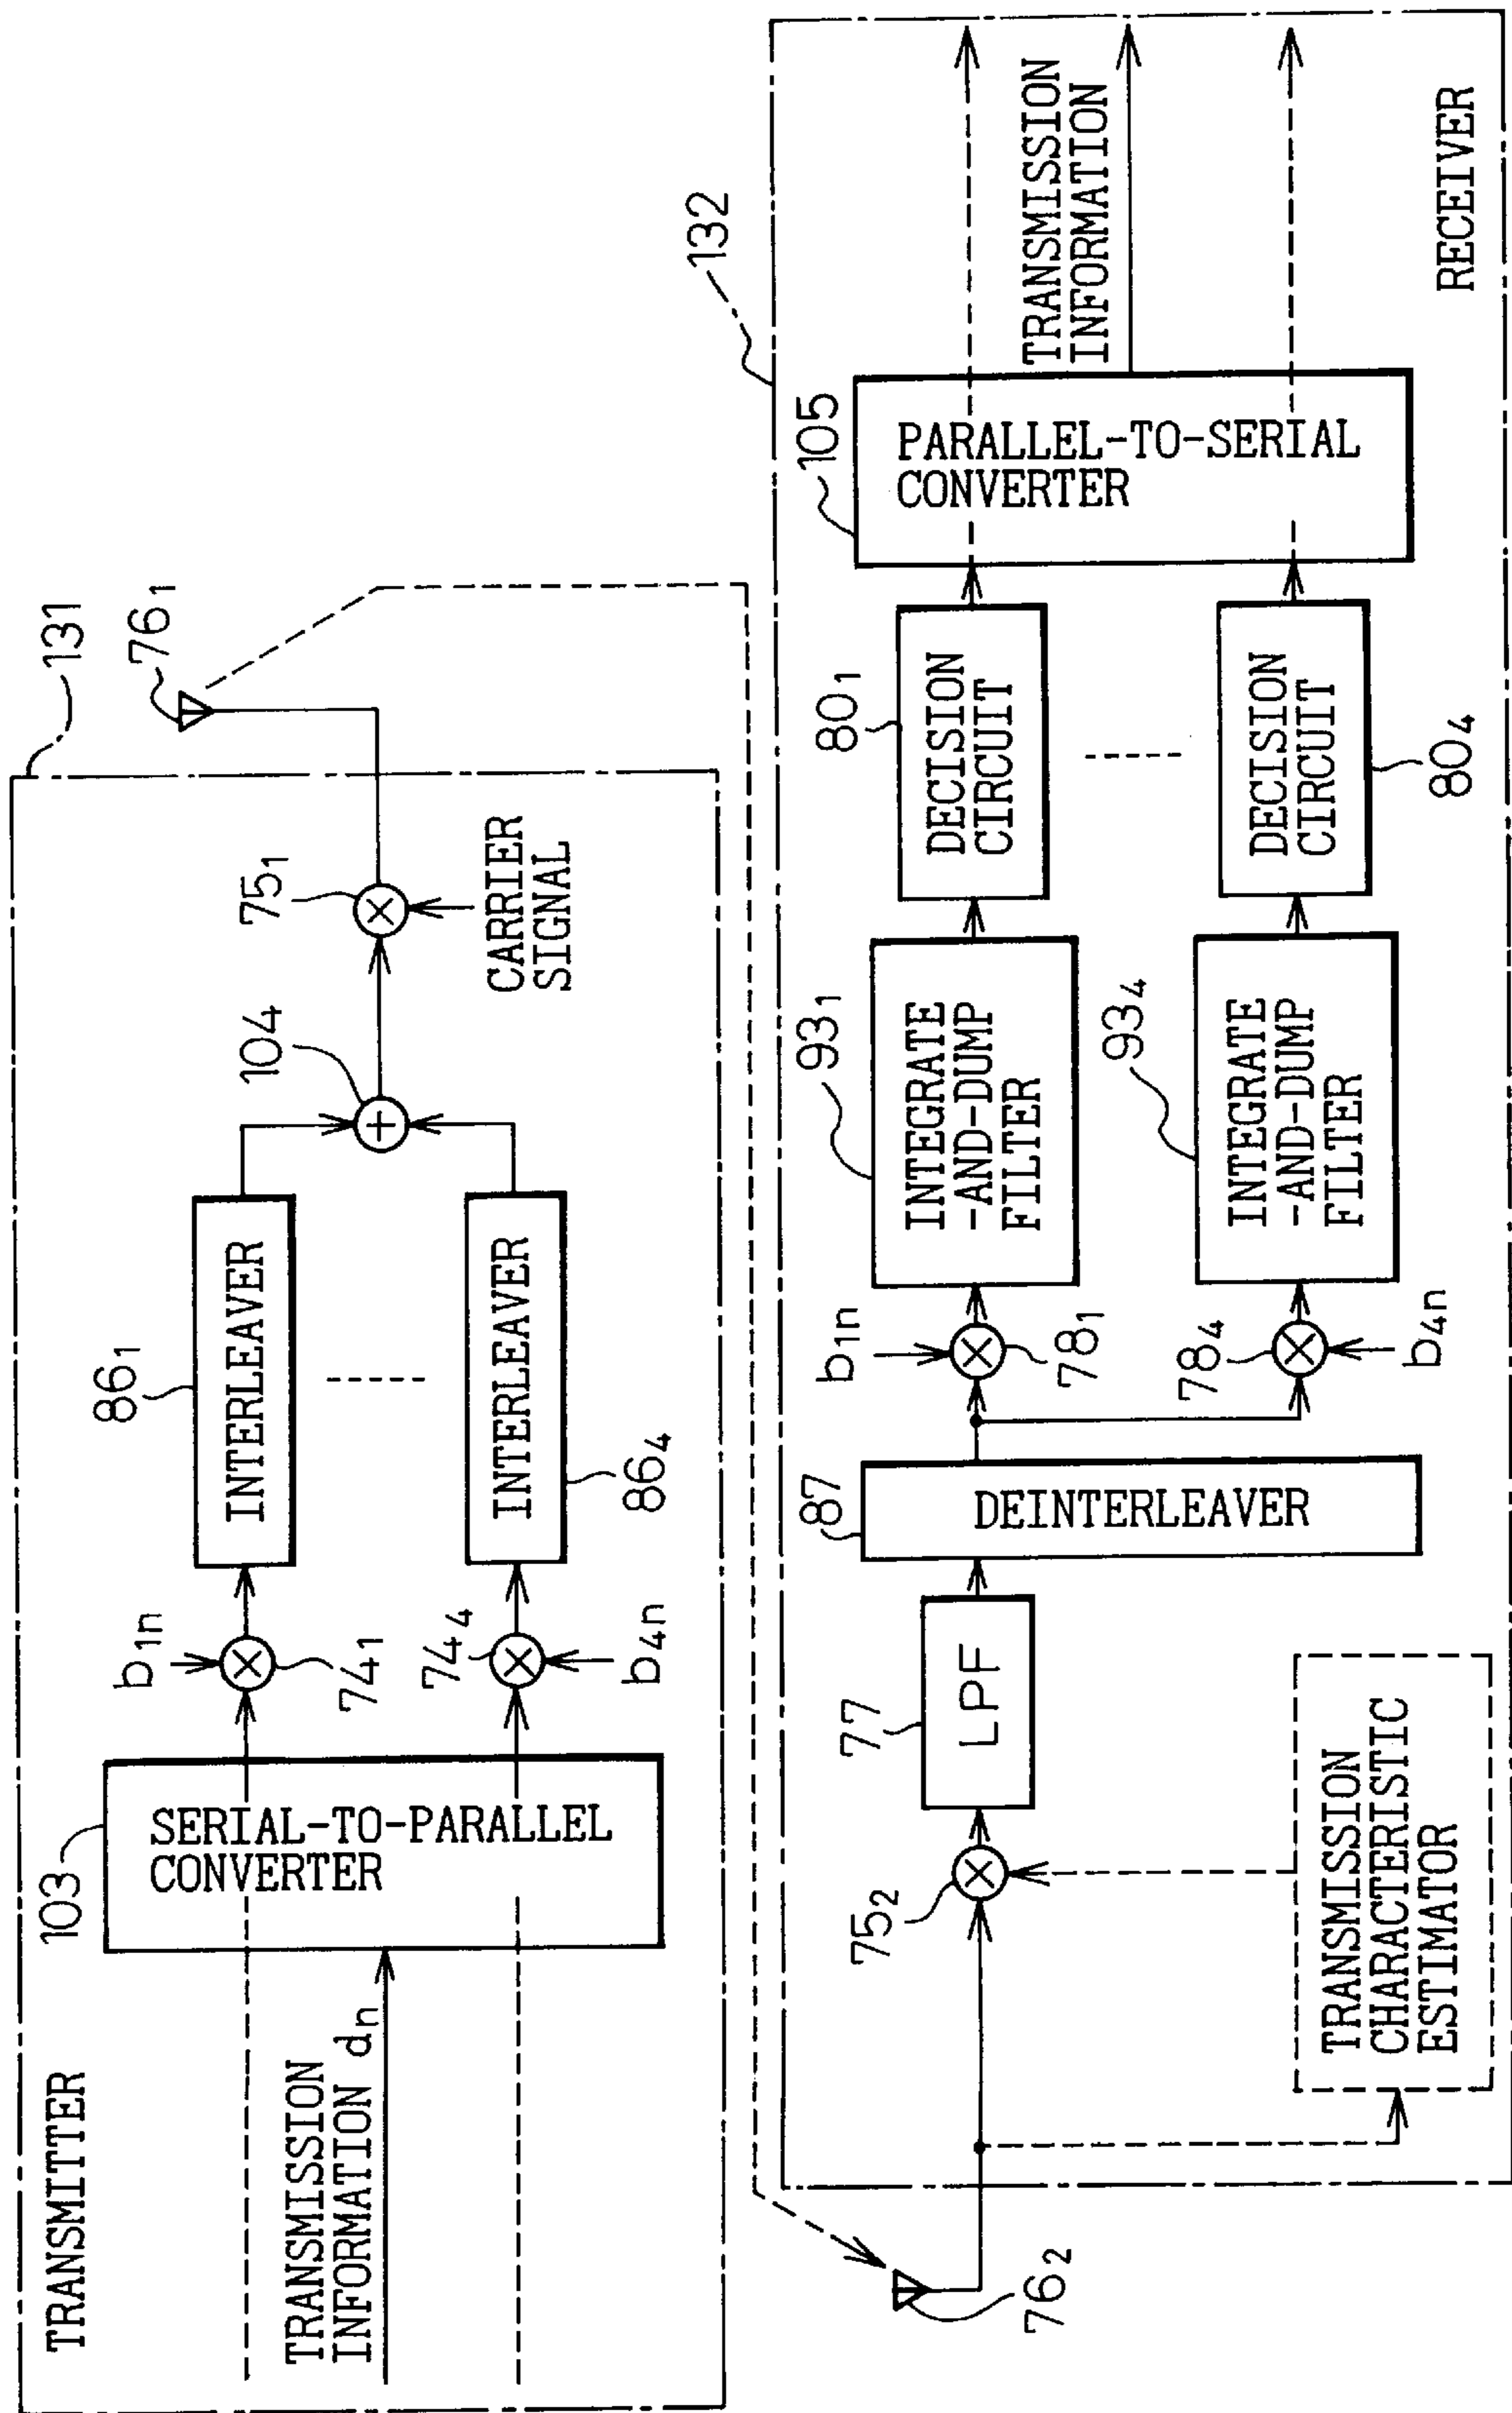 TRANSMITTER
131
TRANSMISSION
INFORMATION dₙ
103
SERIAL-TO-PARALLEL
CONVERTER
b₁ₙ
74₁
74₄
b₄ₙ
86₁
INTERLEAVER
INTERLEAVER
86₄
104
75₁
CARRIER
SIGNAL
76₁
132
76₂
75₂
TRANSMISSION
CHARACTERISTIC
ESTIMATOR
77
LPF
87
DEINTERLEAVER
b₁ₙ
78₁
78₄
b₄ₙ
93₁
INTEGRATE
-AND-DUMP
FILTER
93₄
INTEGRATE
-AND-DUMP
FILTER
80₁
DECISION
CIRCUIT
DECISION
CIRCUIT
80₄
105
PARALLEL-TO-SERIAL
CONVERTER
TRANSMISSION
INFORMATION
RECEIVER